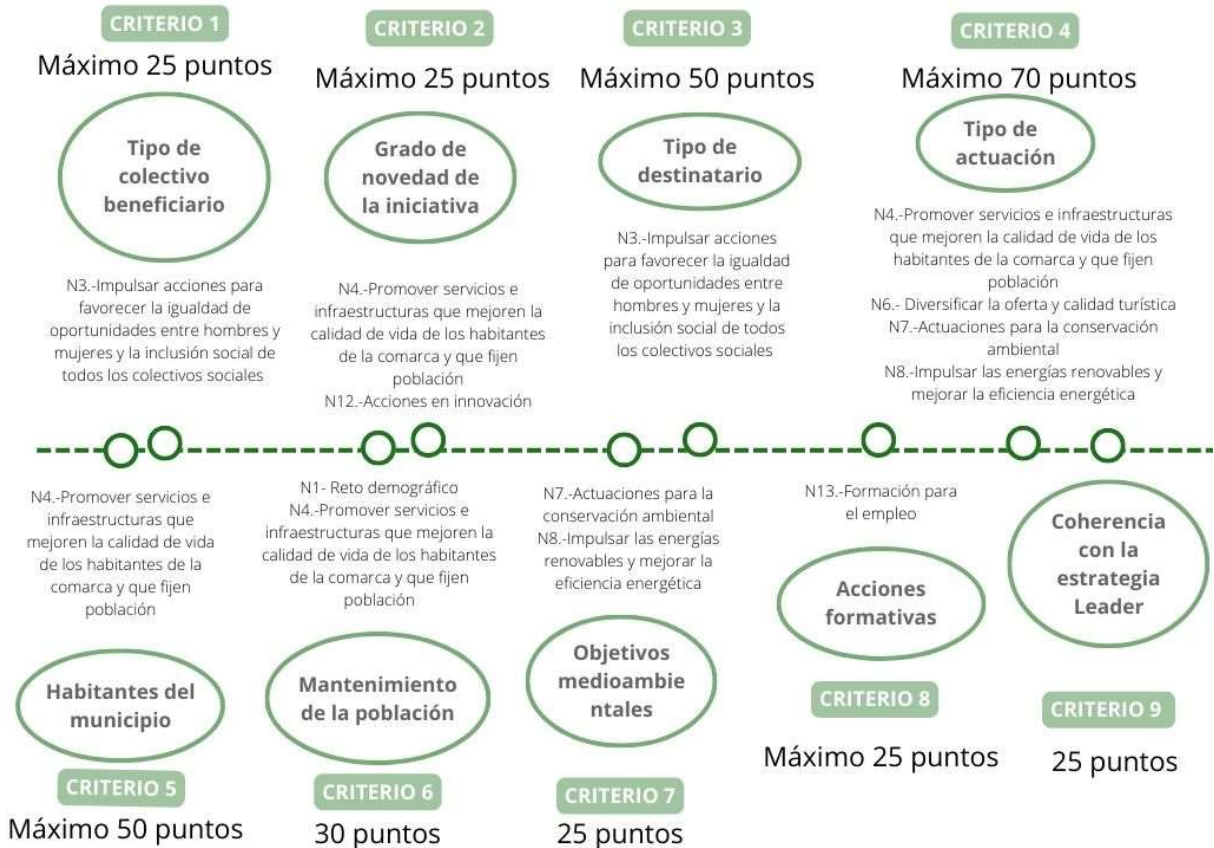 CRITERIO 1
Máximo 25 puntos
Tipo de
colectivo
beneficiario
N3.-Impulsar acciones para
favorecer la igualdad de
oportunidades entre hombres y
mujeres y la inclusión social de
todos los colectivos sociales
CRITERIO 2
Máximo 25 puntos
Grado de
novedad de
la iniciativa
N4.-Promover servicios e
infraestructuras que mejoren la
calidad de vida de los habitantes
de la comarca y que fijen
población
N12.-Acciones en innovación
CRITERIO 3
Máximo 50 puntos
Tipo de
destinatario
N3.-Impulsar acciones
para favorecer la igualdad
de oportunidades entre
hombres y mujeres y la
inclusión social de todos
los colectivos sociales
CRITERIO 4
Máximo 70 puntos
Tipo de
actuación
N4.-Promover servicios e infraestructuras
que mejoren la calidad de vida de los
habitantes de la comarca y que fijen
población
N6.- Diversificar la oferta y calidad turística
N7.-Actuaciones para la conservación
ambiental
N8.-Impulsar las energías renovables y
mejorar la eficiencia energética
N4.-Promover servicios e
infraestructuras que
mejoren la calidad de vida
de los habitantes de la
comarca y que fijen
población
Habitantes del
municipio
CRITERIO 5
Máximo 50 puntos
N1- Reto demográfico
N4.-Promover servicios e
infraestructuras que mejoren la
calidad de vida de los habitantes
de la comarca y que fijen
población
Mantenimiento
de la población
CRITERIO 6
30 puntos
N7.-Actuaciones para la
conservación ambiental
N8.-Impulsar las energías
renovables y mejorar la
eficiencia energética
Objetivos
medioambie
ntales
CRITERIO 7
25 puntos
N13.-Formación para
el empleo
Acciones
formativas
CRITERIO 8
Máximo 25 puntos
Coherencia
con la
estrategia
Leader
CRITERIO 9
25 puntos